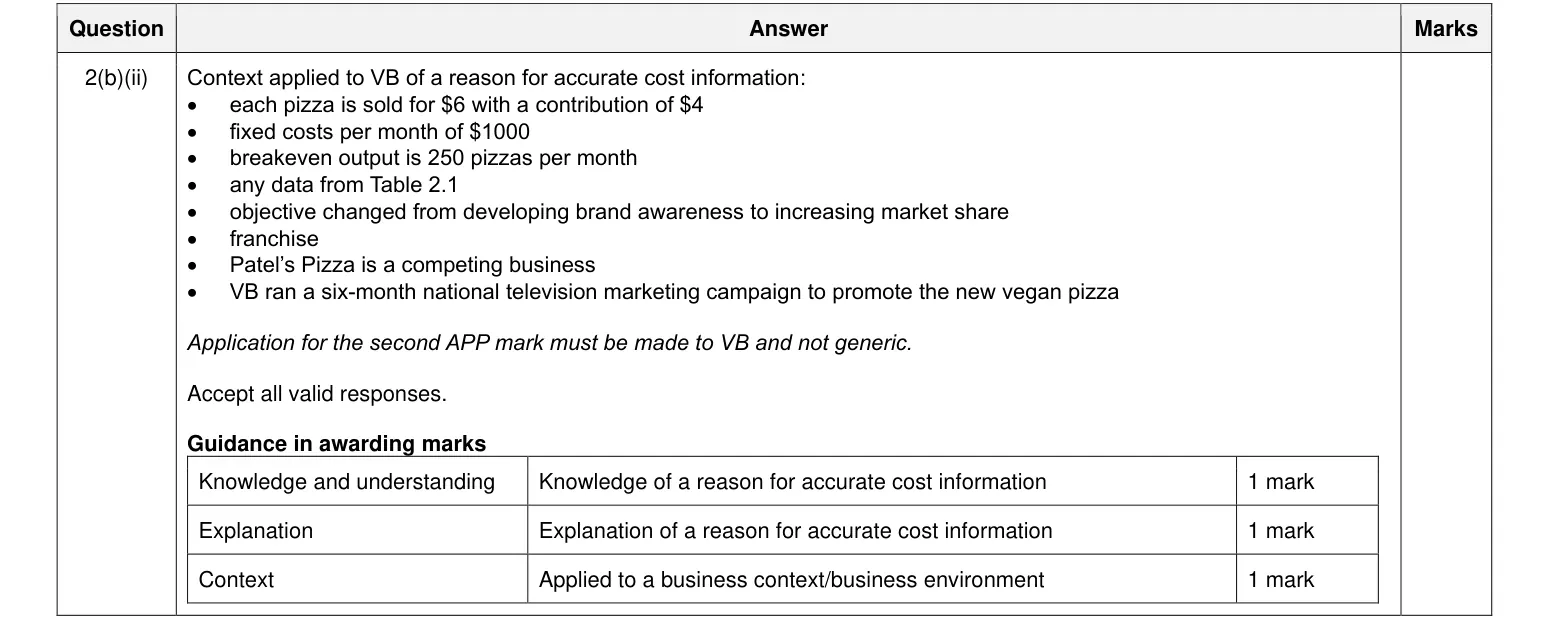 Question Answer Marks
2(b)(ii) Context applied to VB of a reason for accurate cost information:
• each pizza is sold for $6 with a contribution of $4
• fixed costs per month of $1000
• breakeven output is 250 pizzas per month
• any data from Table 2.1
• objective changed from developing brand awareness to increasing market share
• franchise
• Patel’s Pizza is a competing business
• VB ran a six-month national television marketing campaign to promote the new vegan pizza
Application for the second APP mark must be made to VB and not generic.
Accept all valid responses.
Guidance in awarding marks
Knowledge and understanding Knowledge of a reason for accurate cost information 1 mark
Explanation Explanation of a reason for accurate cost information 1 mark
Context Applied to a business context/business environment 1 mark